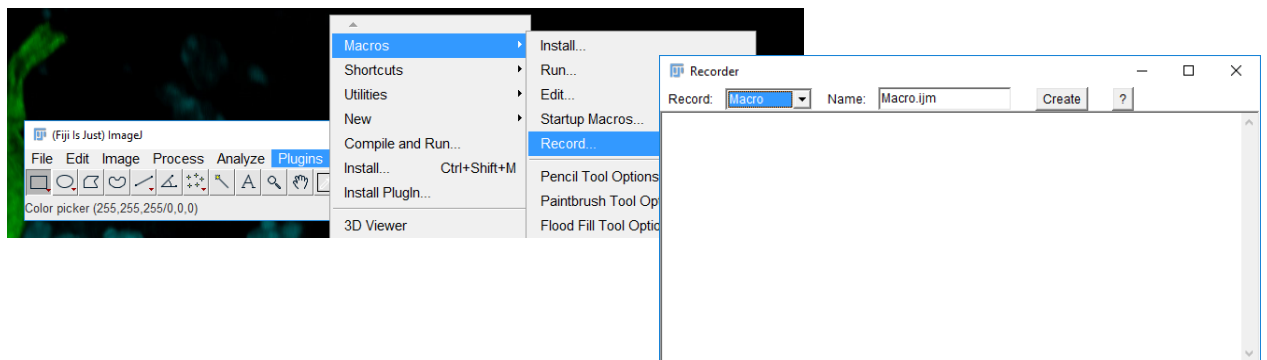 (Fiji Is Just) ImageJ
File Edit Image Process Analyze Plugins
A
Color picker (255,255,255/0,0,0)
Macros
Shortcuts
Utilities
New
Compile and Run...
Install... Ctrl+Shift+M
Install PlugIn...
3D Viewer
Install...
Run...
Edit...
Startup Macros...
Record...
Pencil Tool Options
Paintbrush Tool Op
Flood Fill Tool Optio
Recorder
Record: Macro Name: Macro.ijm Create ?